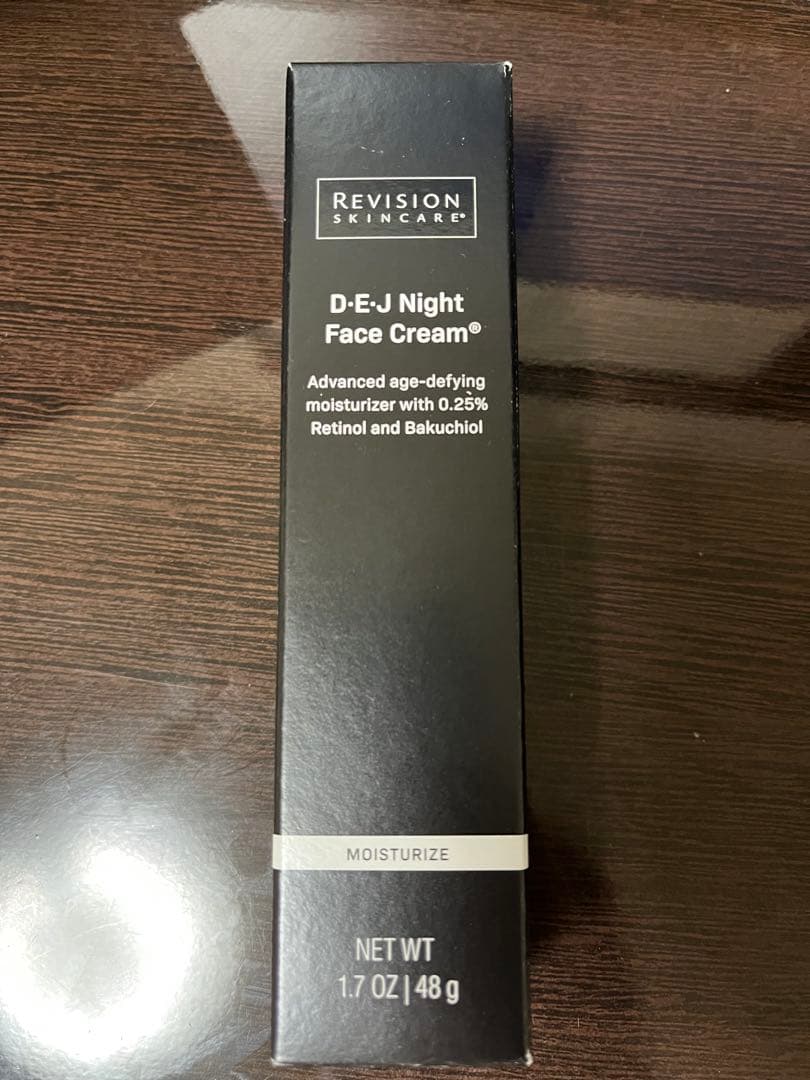 REVISION
SKINCARE®
D·E·J Night
Face Cream®
Advanced age-defying
moisturizer with 0.25%
Retinol and Bakuchiol
MOISTURIZE
NET WT
1.7 OZ | 48 g